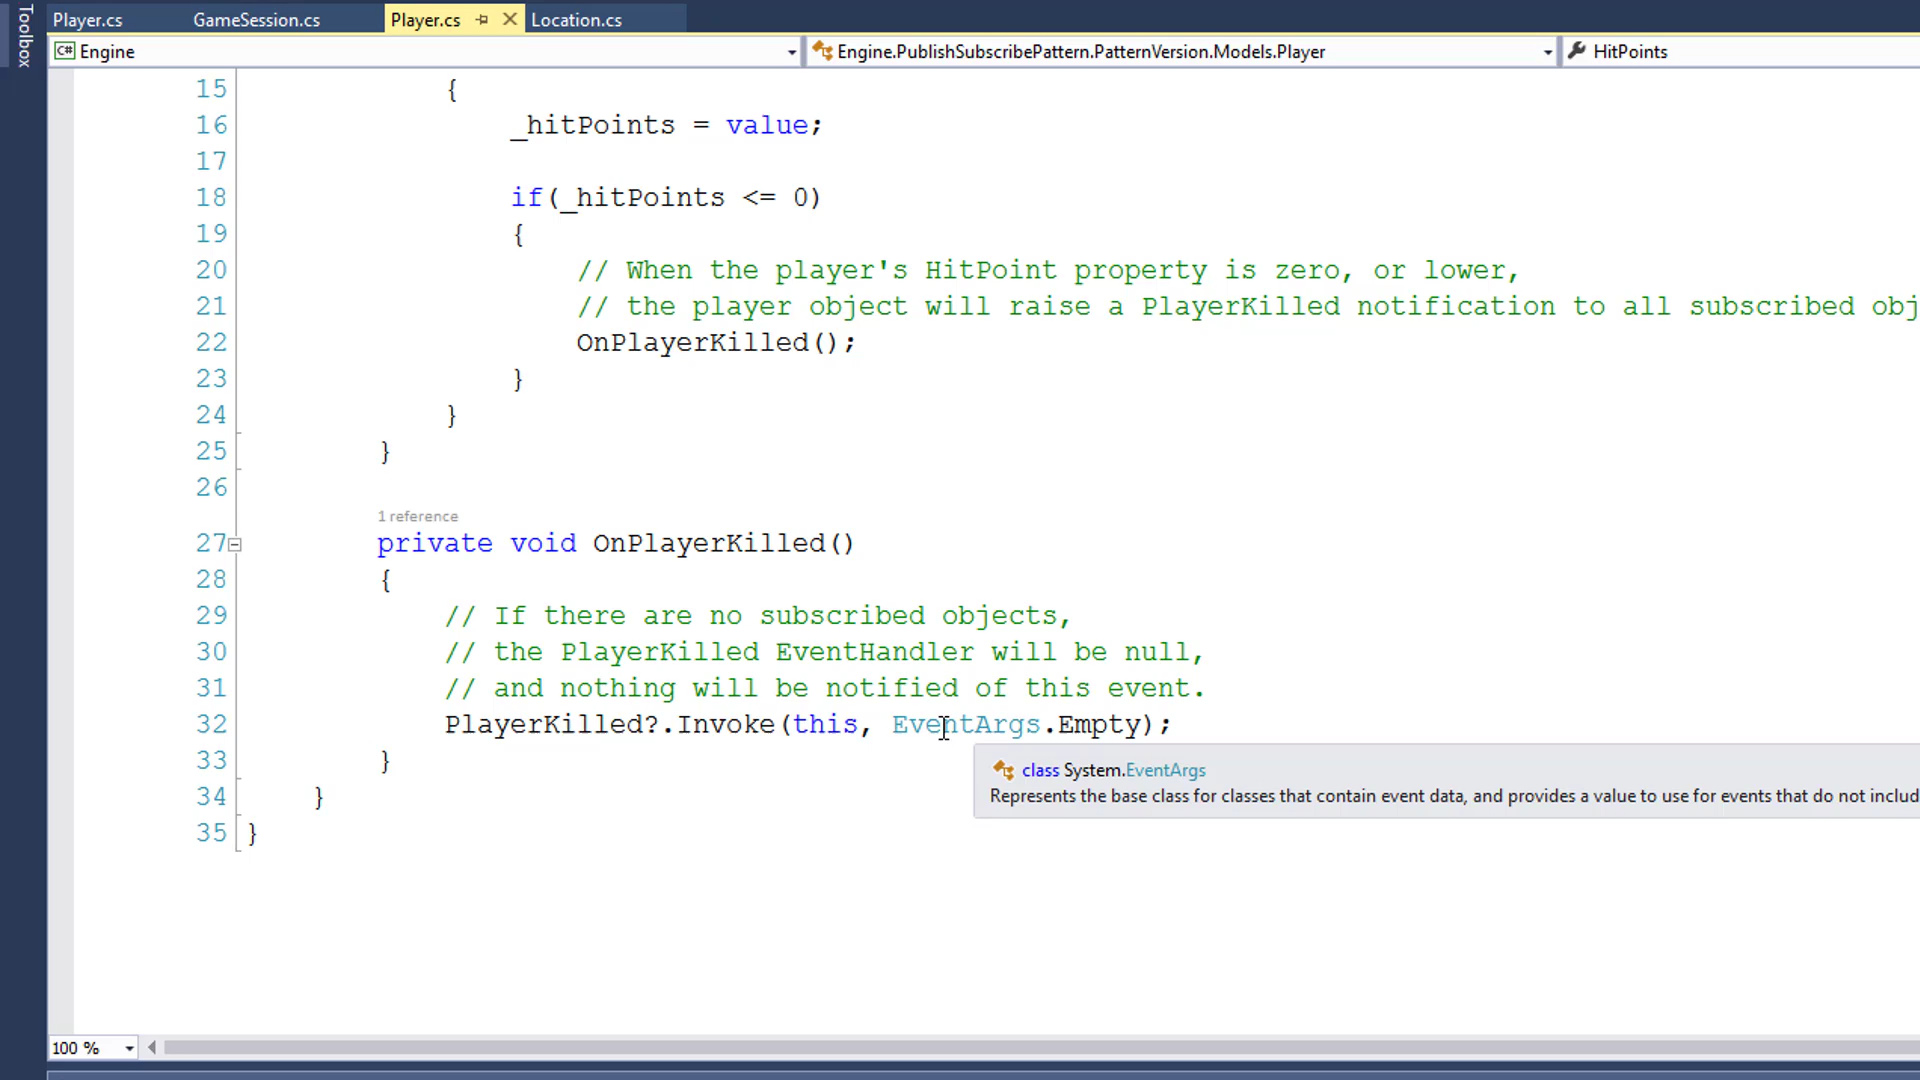 Toolbox
Player.cs GameSession.cs Player.cs Location.cs
C# Engine Engine.PublishSubscribePattern.PatternVersion.Models.Player HitPoints
15 {
16 _hitPoints = value;
17
18 if(_hitPoints <= 0)
19 {
20 // When the player's HitPoint property is zero, or lower,
21 // the player object will raise a PlayerKilled notification to all subscribed obj
22 OnPlayerKilled();
23 }
24 }
25 }
26
1 reference
27 private void OnPlayerKilled()
28 {
29 // If there are no subscribed objects,
30 // the PlayerKilled EventHandler will be null,
31 // and nothing will be notified of this event.
32 PlayerKilled?.Invoke(this, EventArgs.Empty);
33 }
class System.EventArgs
Represents the base class for classes that contain event data, and provides a value to use for events that do not includ
34 }
35 }
100 %